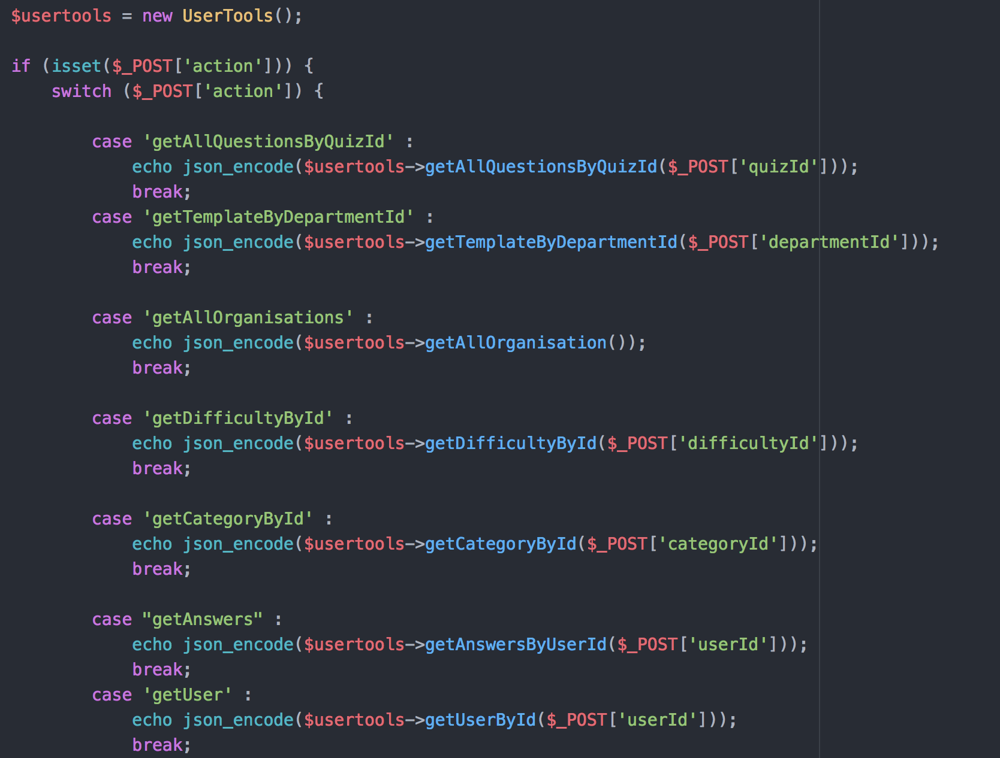 $usertools = new UserTools();
if (isset($_POST['action'])) {
switch ($_POST['action']) {
case 'getAllQuestionsByQuizId' :
echo json_encode($usertools->getAllQuestionsByQuizId($_POST['quizId']));
break;
case 'getTemplateByDepartmentId' :
echo json_encode($usertools->getTemplateByDepartmentId($_POST['departmentId']));
break;
case 'getAllOrganisations' :
echo json_encode($usertools->getAllOrganisation());
break;
case 'getDifficultyById' :
echo json_encode($usertools->getDifficultyById($_POST['difficultyId']));
break;
case 'getCategoryById' :
echo json_encode($usertools->getCategoryById($_POST['categoryId']));
break;
case "getAnswers" :
echo json_encode($usertools->getAnswersByUserId($_POST['userId']));
break;
case 'getUser' :
echo json_encode($usertools->getUserById($_POST['userId']));
break;